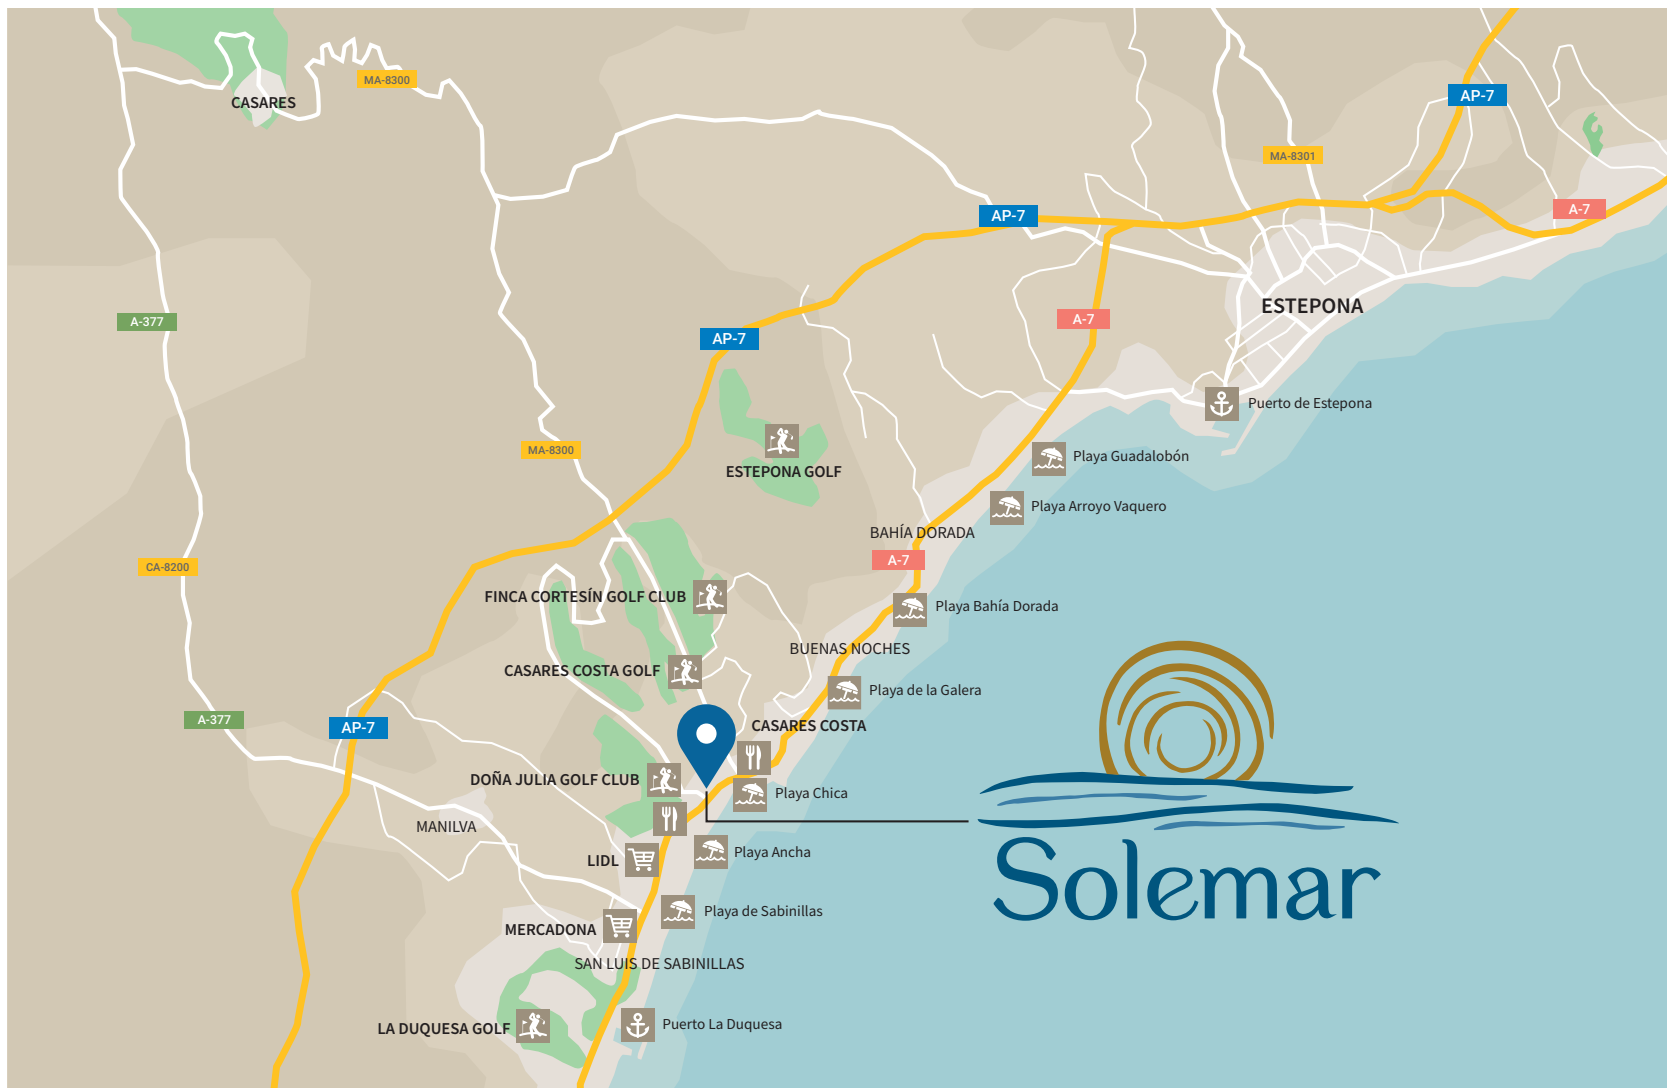 MA-8300
CASARES
AP-7
MA-8301
A-7
AP-7
ESTEPONA
A-377
A-7
AP-7
Puerto de Estepona
MA-8300
Playa Guadalobón
ESTEPONA GOLF
Playa Arroyo Vaquero
BAHÍA DORADA
A-7
CA-8200
FINCA CORTESÍN GOLF CLUB
Playa Bahía Dorada
BUENAS NOCHES
CASARES COSTA GOLF
Playa de la Galera
A-377
AP-7
CASARES COSTA
DOÑA JULIA GOLF CLUB
Playa Chica
MANILVA
LIDL
Playa Ancha
Solemar
Playa de Sabinillas
MERCADONA
SAN LUIS DE SABINILLAS
LA DUQUESA GOLF
Puerto La Duquesa